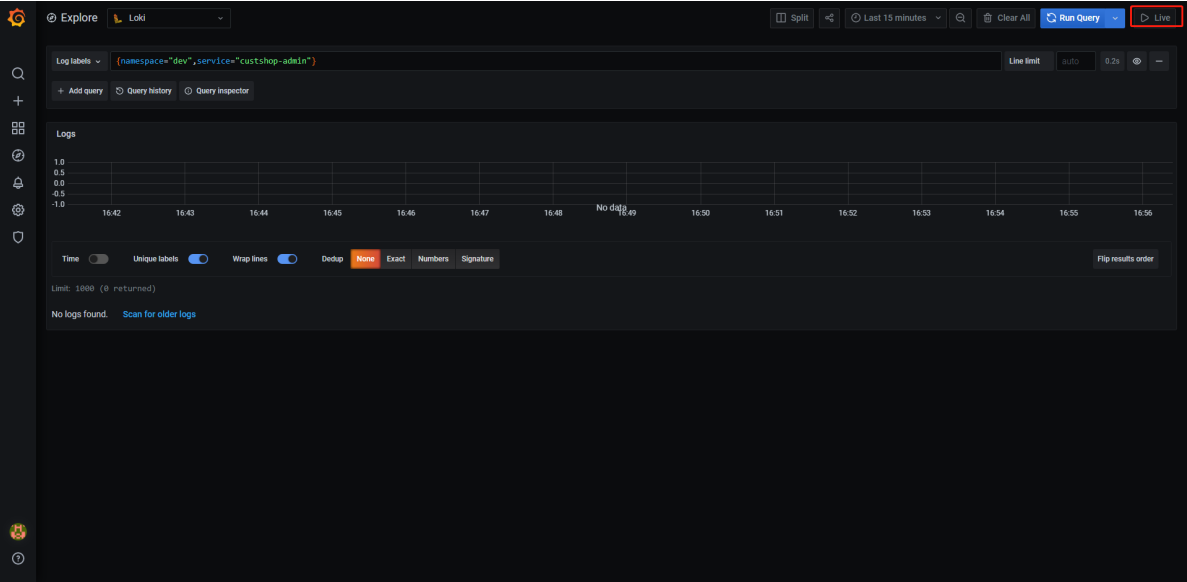 Explore Loki Split Last 15 minutes Clear All Run Query Live
Log labels {namespace="dev",service="custshop-admin"} Line limit auto 0.2s
+ Add query Query history Query inspector
Logs
1.0
0.5
0.0
-0.5
-1.0
No data
16:42 16:43 16:44 16:45 16:46 16:47 16:48 16:49 16:50 16:51 16:52 16:53 16:54 16:55 16:56
Time Unique labels Wrap lines Dedup None Exact Numbers Signature Flip results order
Limit: 1000 (0 returned)
No logs found. Scan for older logs